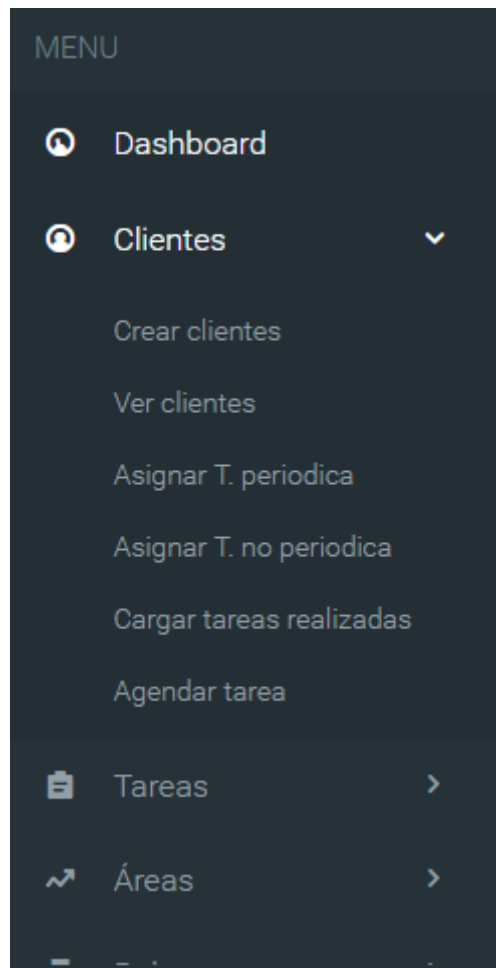 MENU
Dashboard
Clientes
Crear clientes
Ver clientes
Asignar T. periodica
Asignar T. no periodica
Cargar tareas realizadas
Agendar tarea
Tareas
Áreas